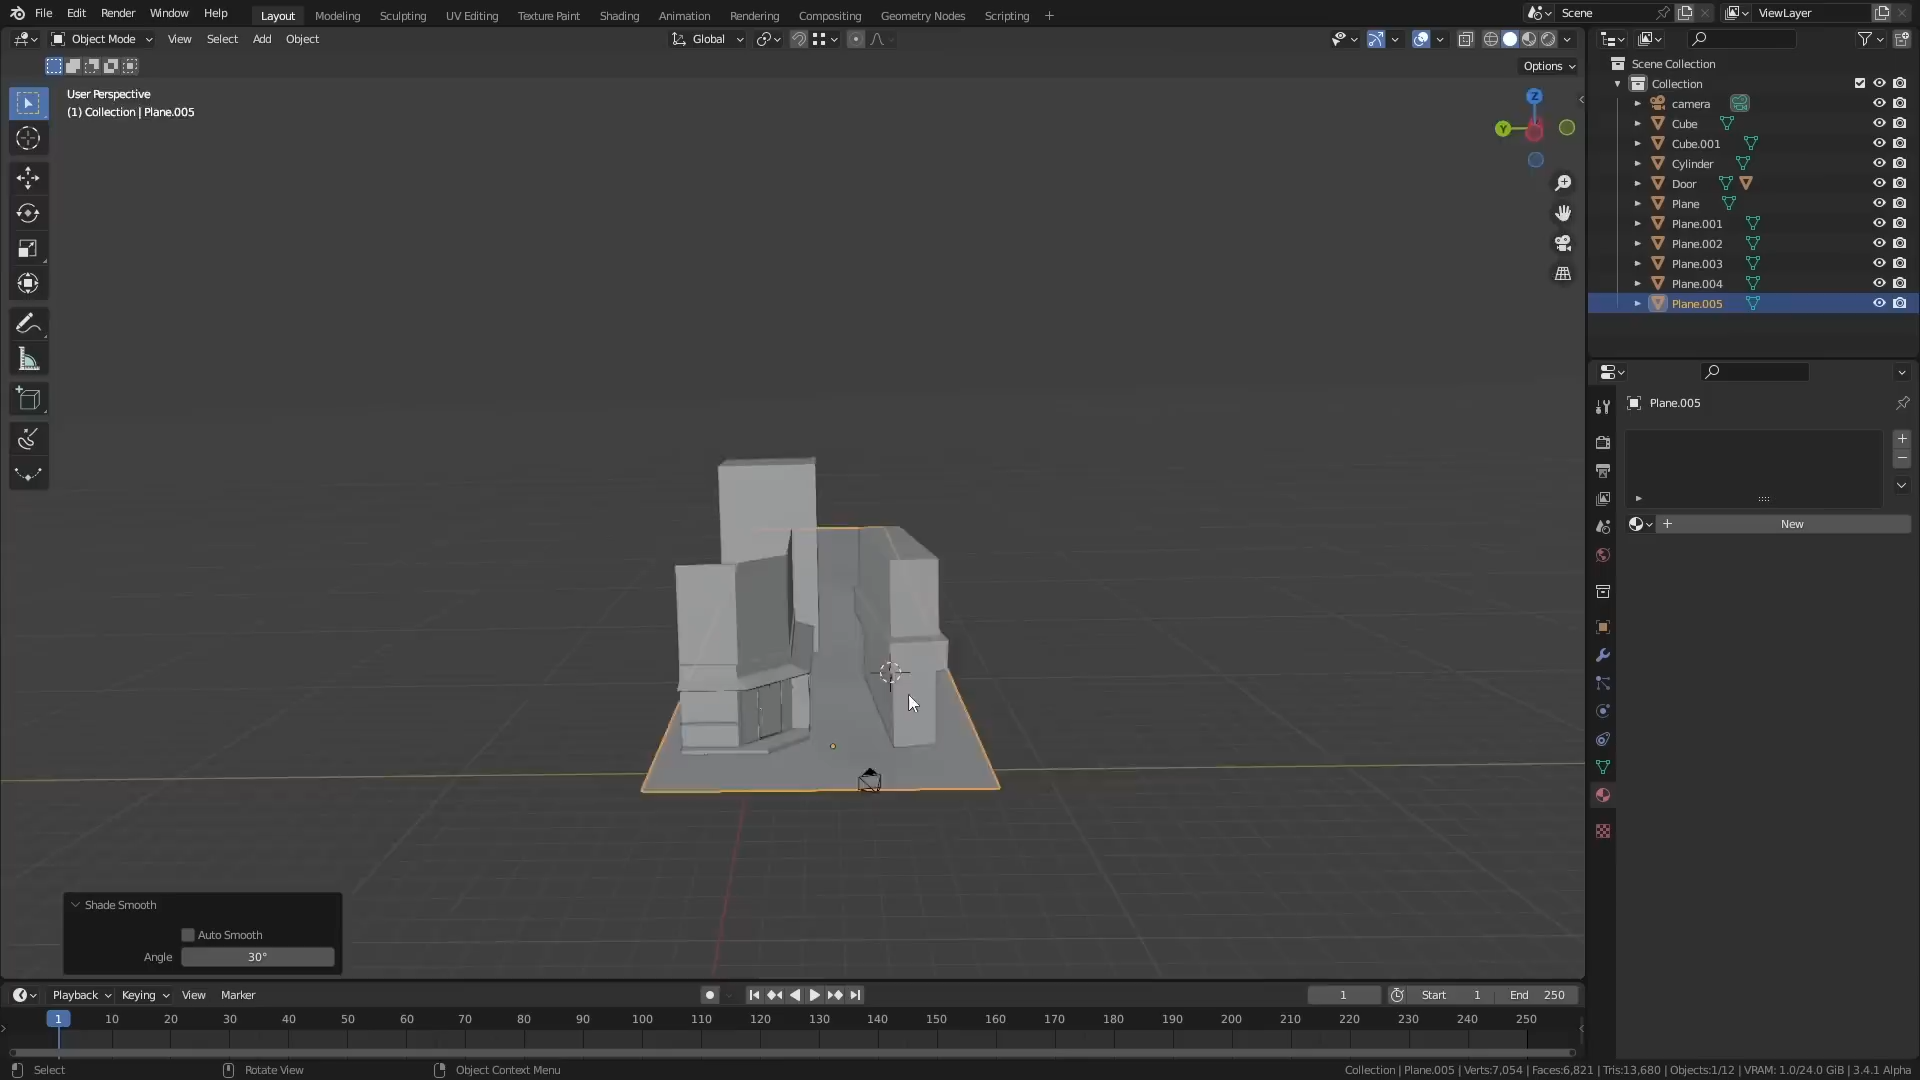 File Edit Render Window Help Layout Modeling Sculpting UV Editing Texture Paint Shading Animation Rendering Compositing Geometry Nodes Scripting + Scene ViewLayer
Object Mode View Select Add Object Global
Options
User Perspective
(1) Collection | Plane.005
Z
Y
Scene Collection
Collection
camera
Cube
Cube.001
Cylinder
Door
Plane
Plane.001
Plane.002
Plane.003
Plane.004
Plane.005
Plane.005
New
Shade Smooth
Auto Smooth
Angle 30°
Playback Keying View Marker 1 Start 1 End 250
1 10 20 30 40 50 60 70 80 90 100 110 120 130 140 150 160 170 180 190 200 210 220 230 240 250
Select Rotate View Object Context Menu Collection | Plane.005 | Verts:7,054 | Faces:6,821 | Tris:13,680 | Objects:1/12 | VRAM: 1.0/24.0 GiB | 3.4.1 Alpha